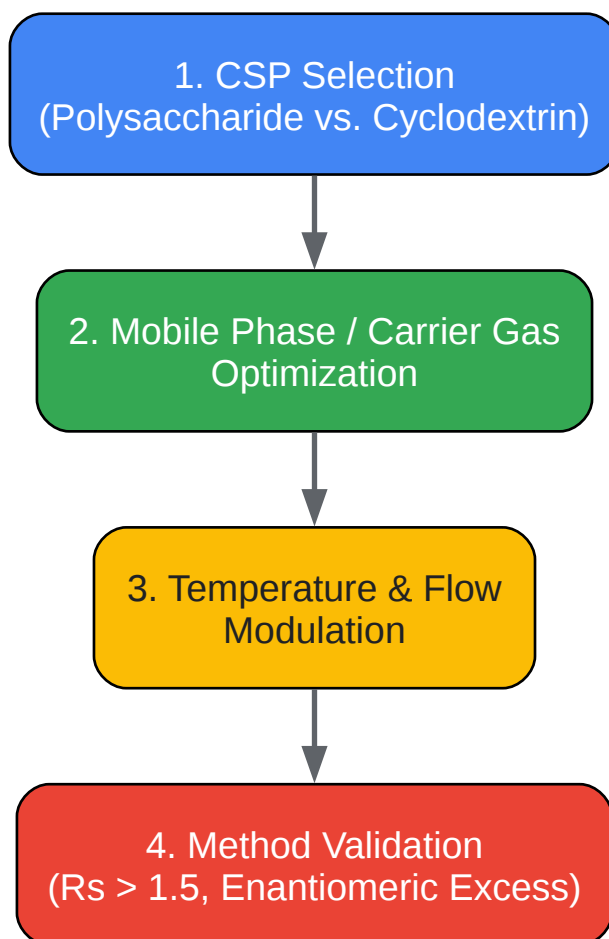 1. CSP Selection
(Polysaccharide vs. Cyclodextrin)
2. Mobile Phase / Carrier Gas
Optimization
3. Temperature & Flow
Modulation
4. Method Validation
(Rs > 1.5, Enantiomeric Excess)